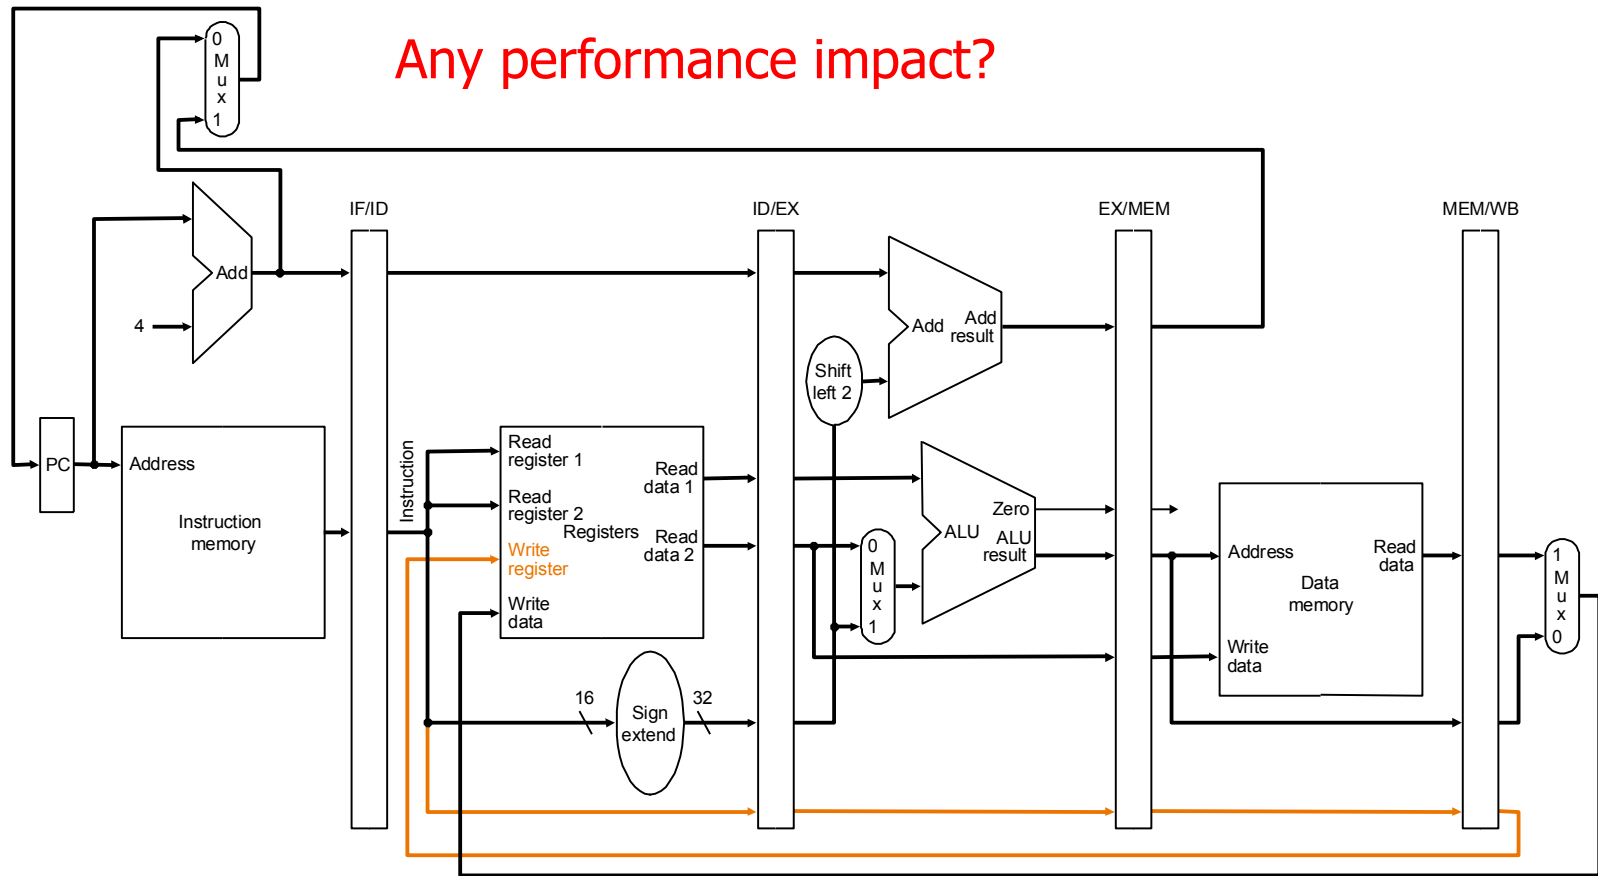 Any performance impact?
0
M
u
x
1
IF/ID
ID/EX
EX/MEM
MEM/WB
Add
4
Add
Add
result
Shift
left 2
PC
Address
Instruction
memory
Instruction
Read
register 1
Read
register 2
Write
register
Write
data
Registers
Read
data 1
Read
data 2
0
M
u
x
1
Zero
ALU
ALU
result
Address
Read
data
Data
memory
Write
data
1
M
u
x
0
16
Sign
extend
32